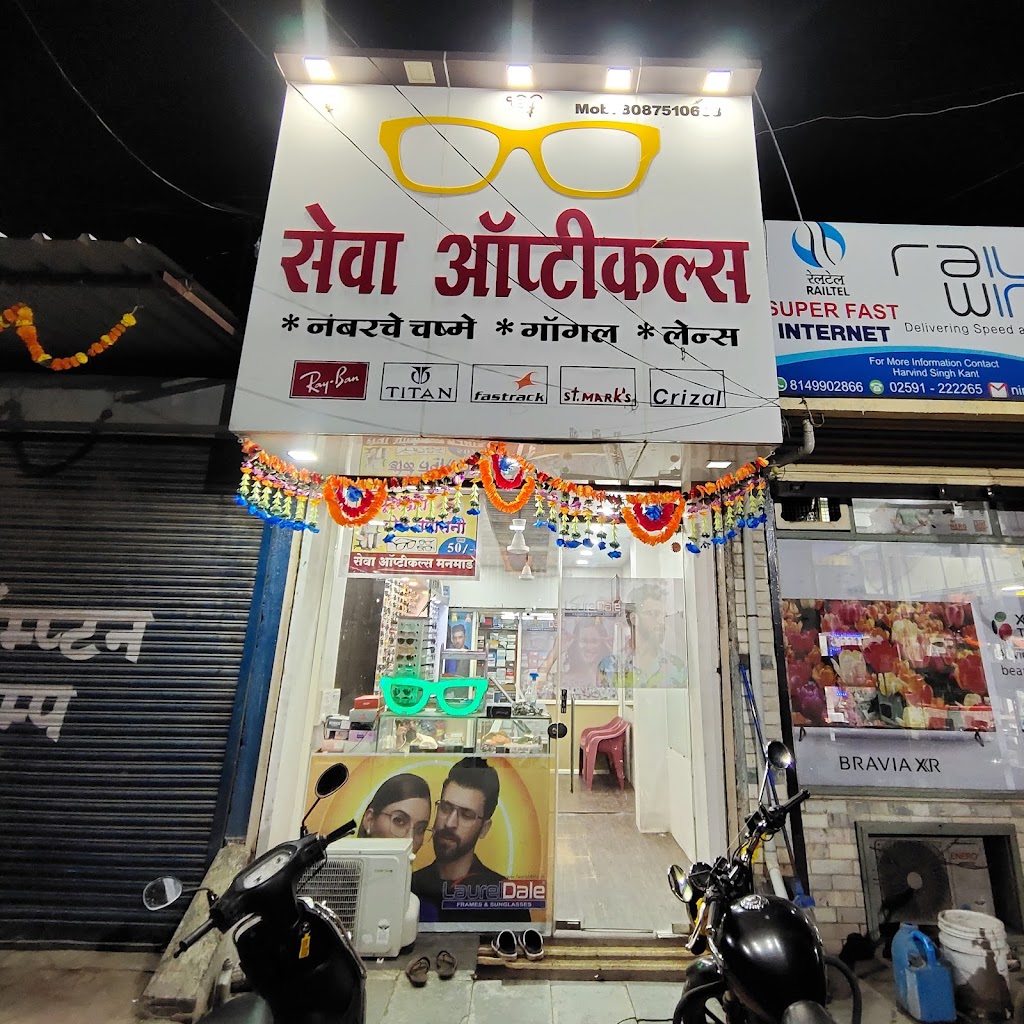 ੴ
सेवा ऑप्टीकल्स
* नंबरचे चष्मे * गॉगल * लेन्स
Ray-Ban
TITAN
fastrack
ST.MARK'S
Crizal
रेलटेल
RAILTEL
SUPER FAST
INTERNET
Delivering Speed
For More Information Contact
Harvind Singh Kant
8149902866 02591 - 222265
50/-
सेवा ऑप्टीकल्स मनमाड
LaurelDale
LaurelDale
FRAMES & SUNGLASSES
BRAVIA XR